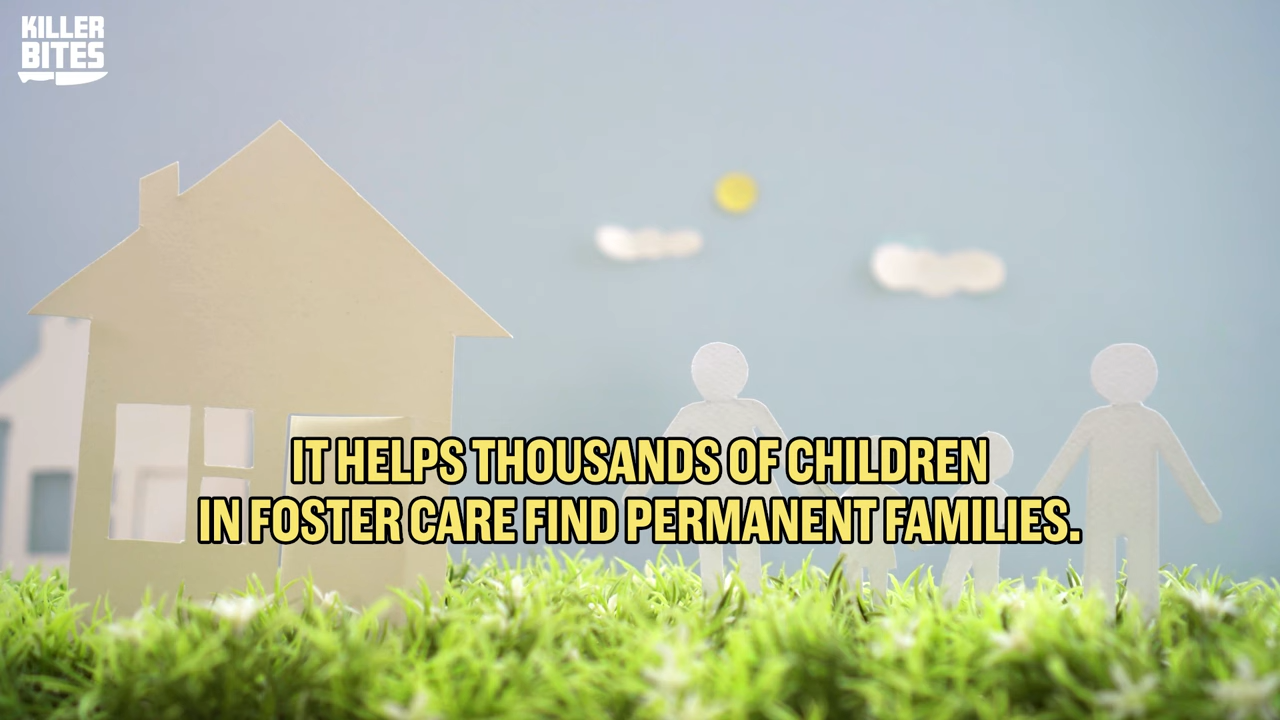 KILLER
BITES
IT HELPS THOUSANDS OF CHILDREN
IN FOSTER CARE FIND PERMANENT FAMILIES.